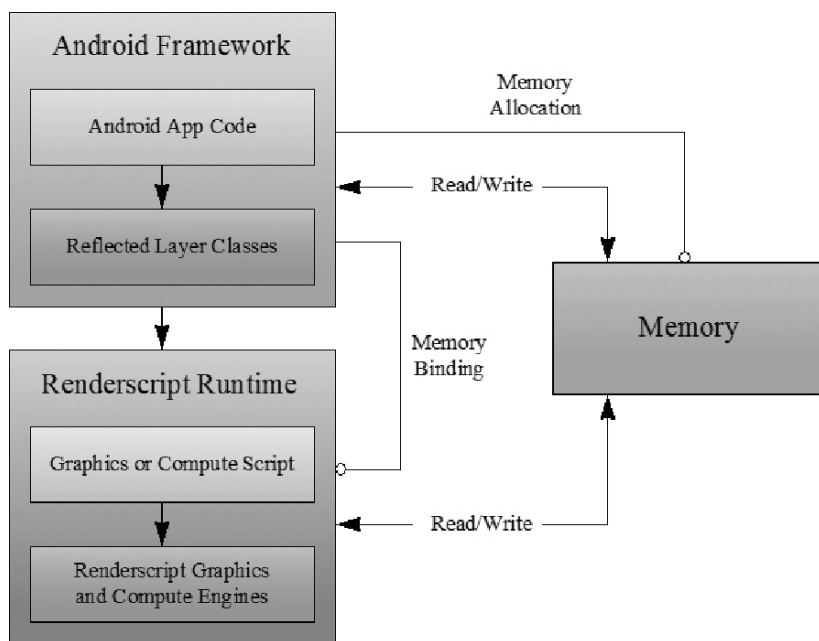 Android Framework
Android App Code
Reflected Layer Classes
Memory
Allocation
Read/Write
Memory
Memory
Binding
Renderscript Runtime
Graphics or Compute Script
Read/Write
Renderscript Graphics
and Compute Engines